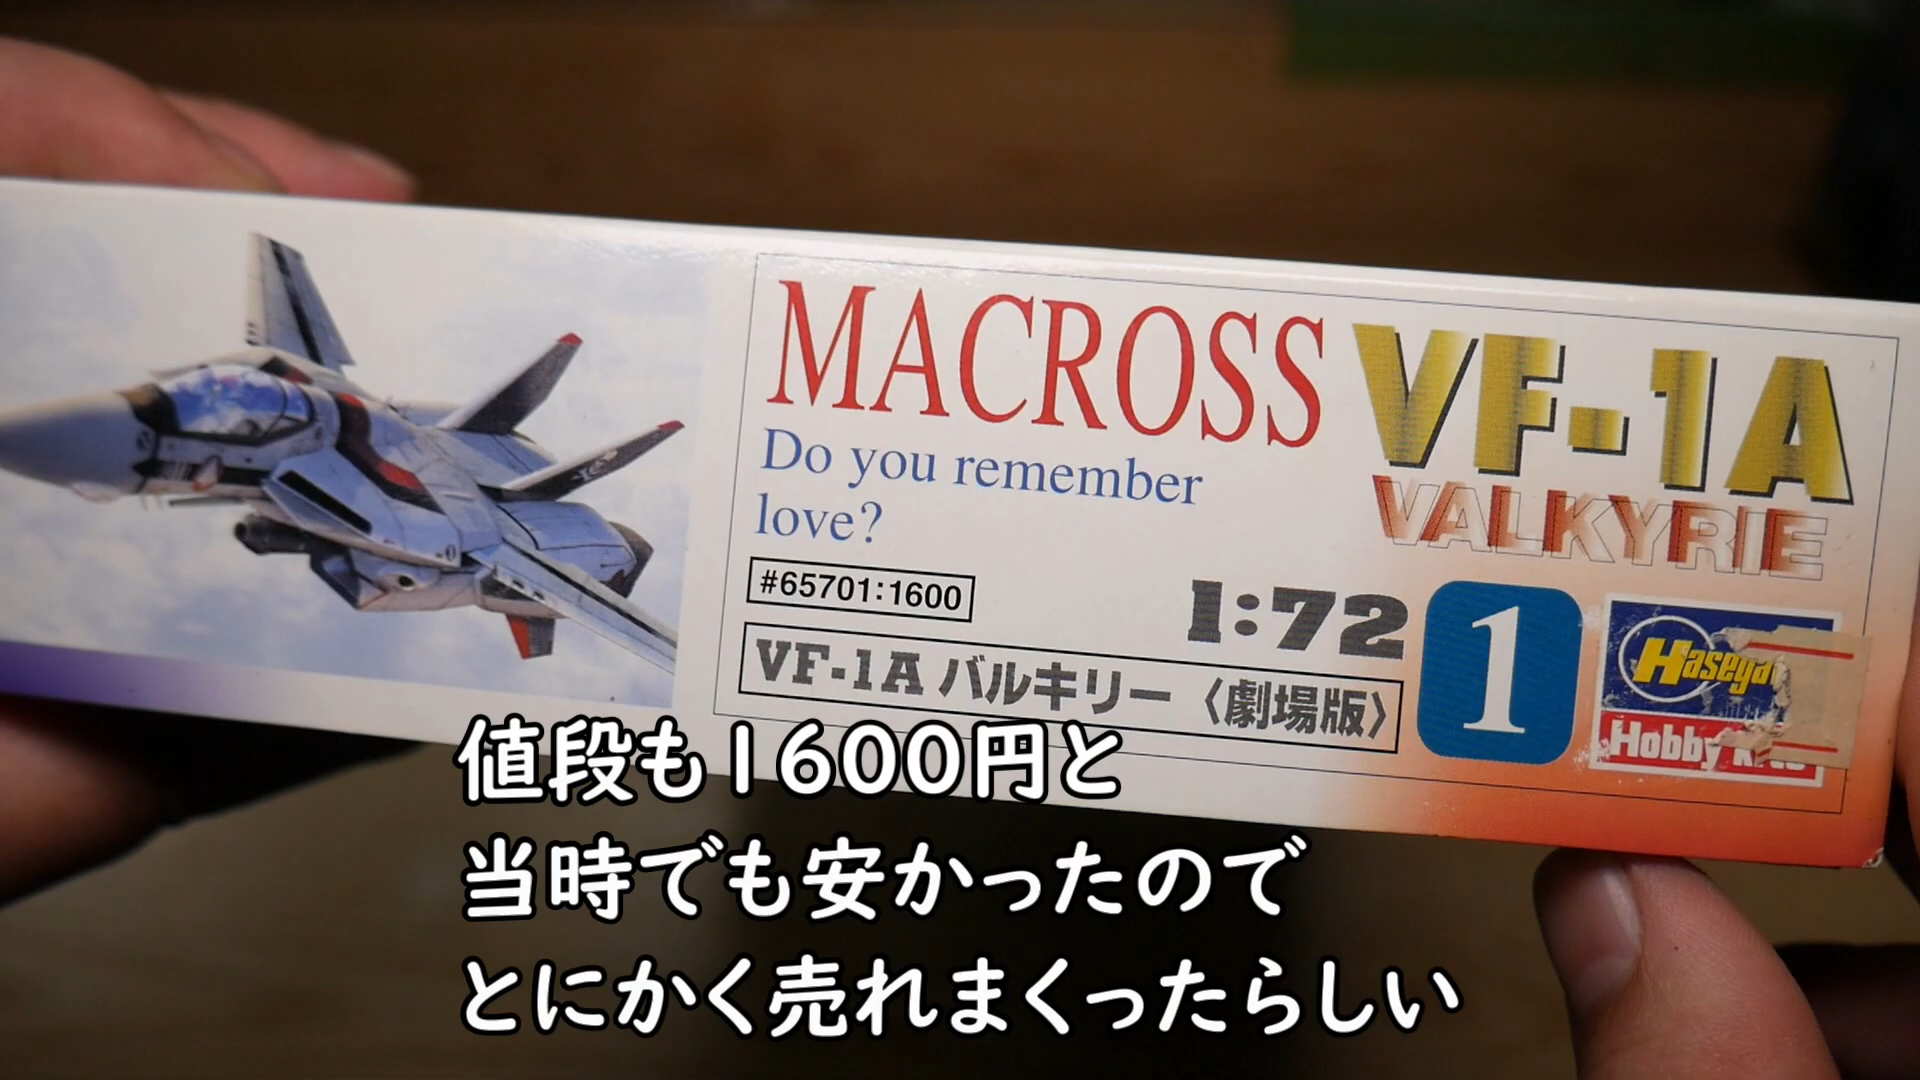 MACROSS
Do you remember
love?
VF-1A
VALKYRIE
#65701:1600
1:72
1
VF-1A バルキリー〈劇場版〉
Hobby
値段も1600円と
当時でも安かったので
とにかく売れまくったらしい